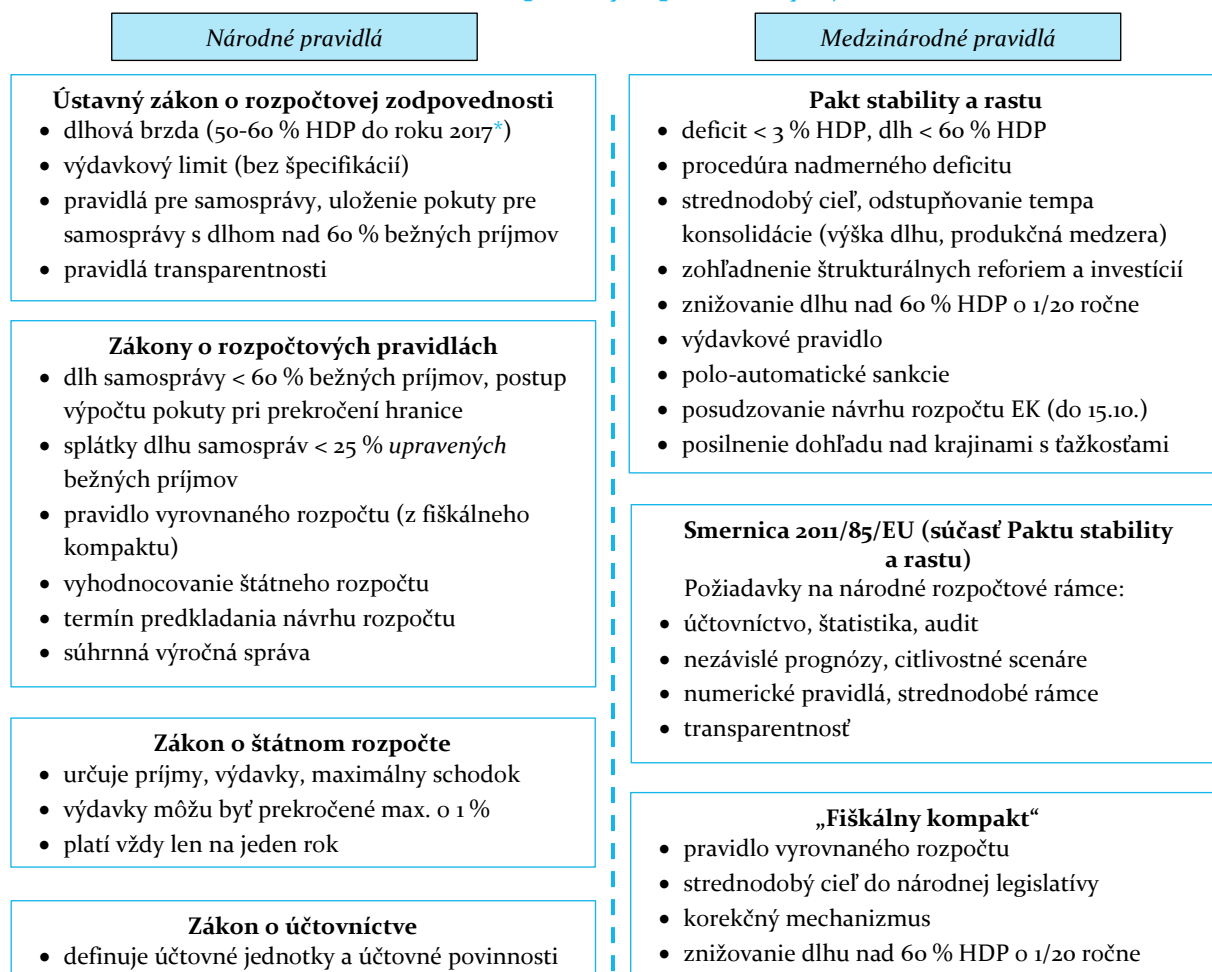 Národné pravidlá
Ústavný zákon o rozpočtovej zodpovednosti
• dlhová brzda (50-60 % HDP do roku 2017*)
• výdavkový limit (bez špecifikácií)
• pravidlá pre samosprávy, uloženie pokuty pre
samosprávy s dlhom nad 60 % bežných príjmov
• pravidlá transparentnosti
Zákony o rozpočtových pravidlách
• dlh samosprávy < 60 % bežných príjmov, postup
výpočtu pokuty pri prekročení hranice
• splátky dlhu samospráv < 25 % upravených
bežných príjmov
• pravidlo vyrovnaného rozpočtu (z fiškálneho
kompaktu)
• vyhodnocovanie štátneho rozpočtu
• termín predkladania návrhu rozpočtu
• súhrnná výročná správa
Zákon o štátnom rozpočte
• určuje príjmy, výdavky, maximálny schodok
• výdavky môžu byť prekročené max. o 1 %
• platí vždy len na jeden rok
Zákon o účtovníctve
• definuje účtovné jednotky a účtovné povinnosti
Medzinárodné pravidlá
Pakt stability a rastu
• deficit < 3 % HDP, dlh < 60 % HDP
• procedúra nadmerného deficitu
• strednodobý cieľ, odstupňovanie tempa
konsolidácie (výška dlhu, produkčná medzera)
• zohľadnenie štrukturálnych reforiem a investícií
• znižovanie dlhu nad 60 % HDP o 1/20 ročne
• výdavkové pravidlo
• polo-automatické sankcie
• posudzovanie návrhu rozpočtu EK (do 15.10.)
• posilnenie dohľadu nad krajinami s ťažkosťami
Smernica 2011/85/EU (súčasť Paktu stability
a rastu)
Požiadavky na národné rozpočtové rámce:
• účtovníctvo, štatistika, audit
• nezávislé prognózy, citlivostné scenáre
• numerické pravidlá, strednodobé rámce
• transparentnosť
„Fiškálny kompakt“
• pravidlo vyrovnaného rozpočtu
• strednodobý cieľ do národnej legislatívy
• korekčný mechanizmus
• znižovanie dlhu nad 60 % HDP o 1/20 ročne